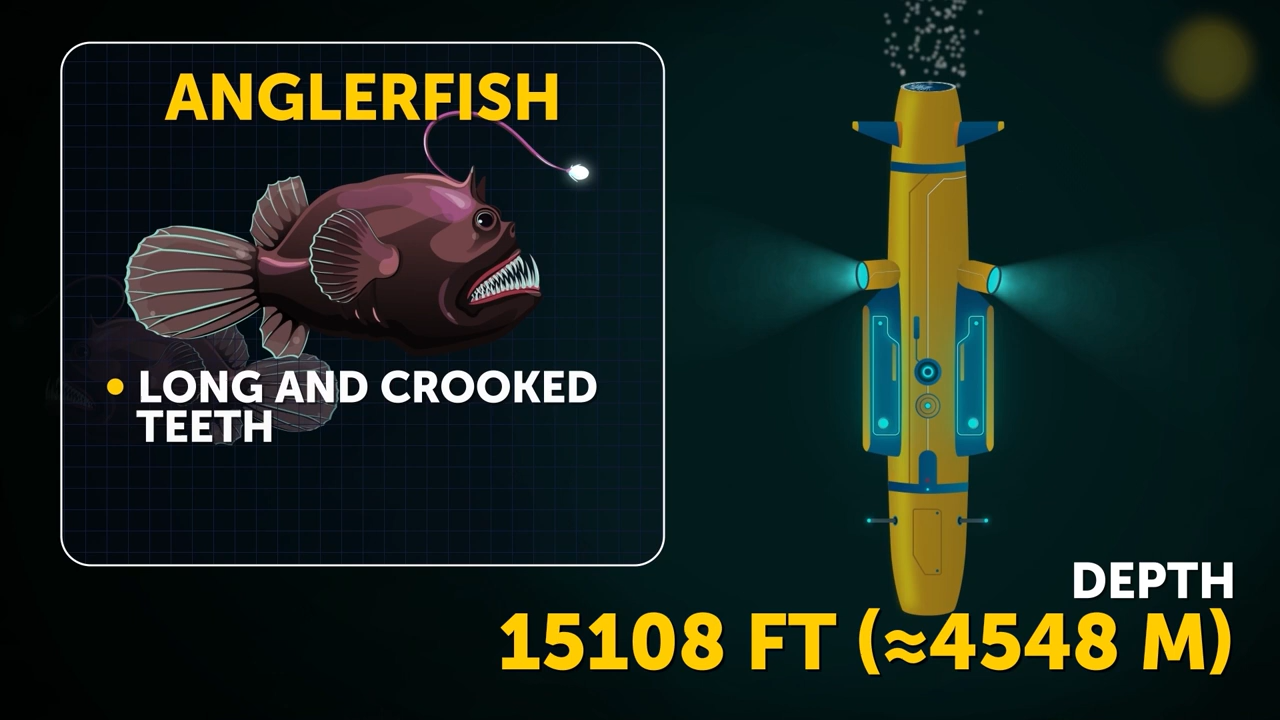 ANGLERFISH
• LONG AND CROOKED
TEETH
DEPTH
15108 FT (≈4548 M)